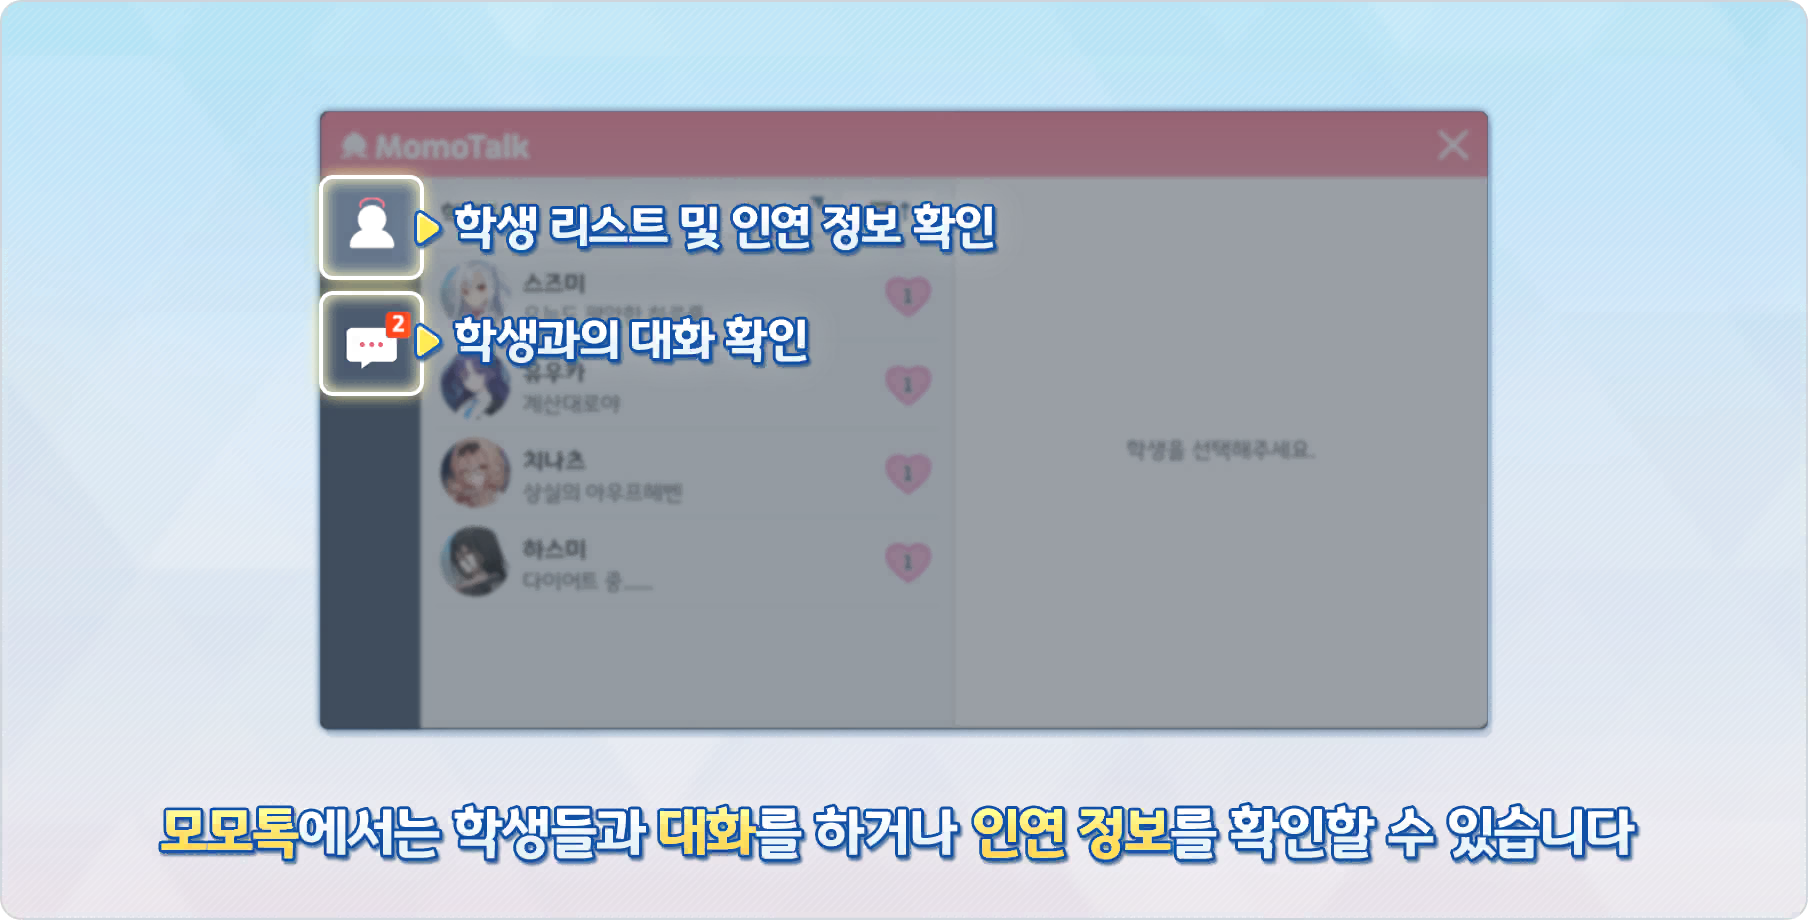 MomoTalk
학생 리스트 및 인연 정보 확인
스즈미
1
2
학생과의 대화 확인
유우카
1
계산대로야
학생을 선택해주세요.
치나츠
1
상실의 아우프헤벤
하스미
1
다이어트 중......
모모톡에서는 학생들과 대화를 하거나 인연 정보를 확인할 수 있습니다